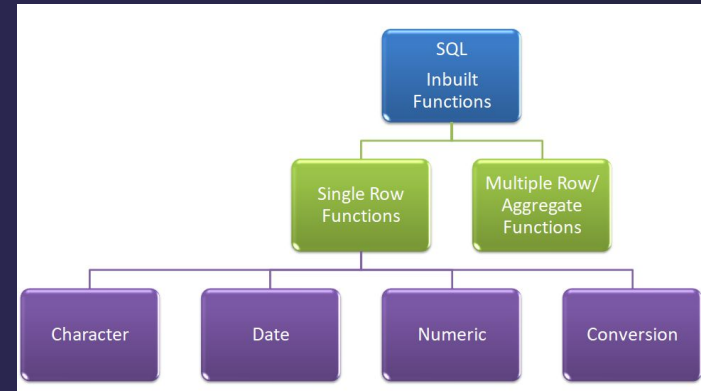 SQL
Inbuilt
Functions
Single Row
Functions
Multiple Row/
Aggregate
Functions
Character
Date
Numeric
Conversion